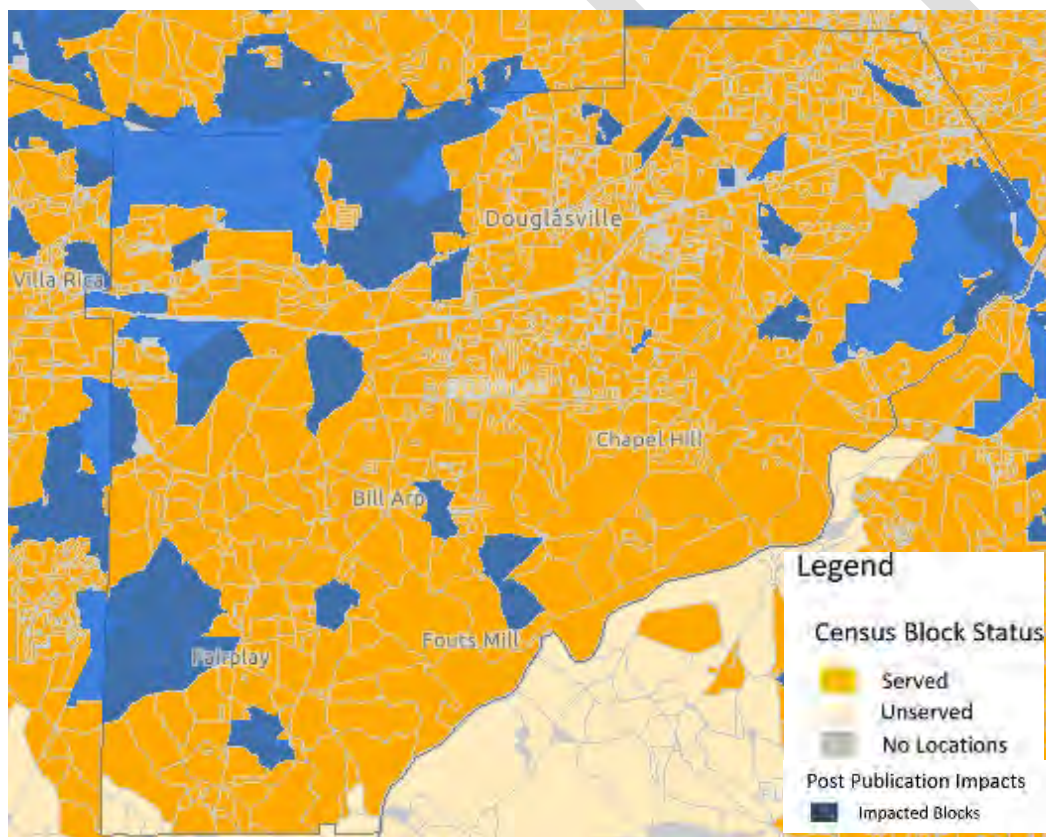 Douglasville
Villa Rica
Chapel Hill
Bill Arp
Fouts Mill
Fairplay
Legend
Census Block Status
Served
Unserved
No Locations
Post Publication Impacts
Impacted Blocks